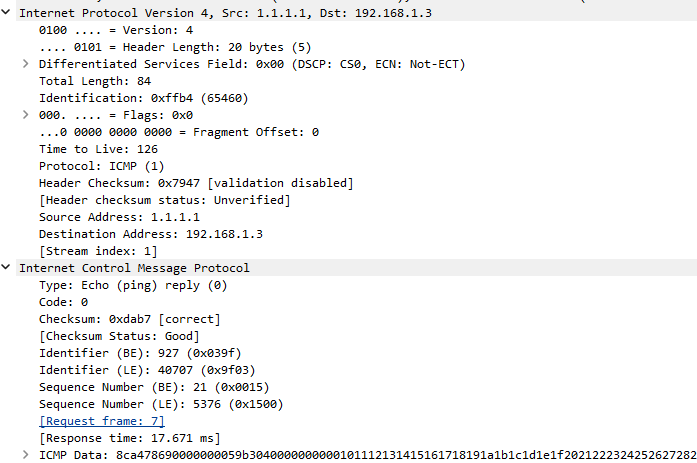 Internet Protocol Version 4, Src: 1.1.1.1, Dst: 192.168.1.3
0100 .... = Version: 4
.... 0101 = Header Length: 20 bytes (5)
Differentiated Services Field: 0x00 (DSCP: CS0, ECN: Not-ECT)
Total Length: 84
Identification: 0xffb4 (65460)
000. .... = Flags: 0x0
...0 0000 0000 0000 = Fragment Offset: 0
Time to Live: 126
Protocol: ICMP (1)
Header Checksum: 0x7947 [validation disabled]
[Header checksum status: Unverified]
Source Address: 1.1.1.1
Destination Address: 192.168.1.3
[Stream index: 1]
Internet Control Message Protocol
Type: Echo (ping) reply (0)
Code: 0
Checksum: 0xdab7 [correct]
[Checksum Status: Good]
Identifier (BE): 927 (0x039f)
Identifier (LE): 40707 (0x9f03)
Sequence Number (BE): 21 (0x0015)
Sequence Number (LE): 5376 (0x1500)
[Request frame: 7]
[Response time: 17.671 ms]
ICMP Data: 8ca478690000000059b3040000000000101112131415161718191a1b1c1d1e1f2021222324252627282